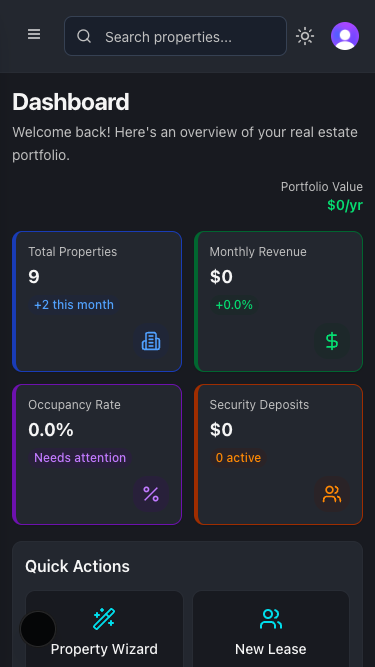 Search properties...
Dashboard
Welcome back! Here's an overview of your real estate
portfolio.
Portfolio Value
$0/yr
Total Properties
9
+2 this month
Monthly Revenue
$0
+0.0%
Occupancy Rate
0.0%
Needs attention
Security Deposits
$0
0 active
Quick Actions
Property Wizard
New Lease